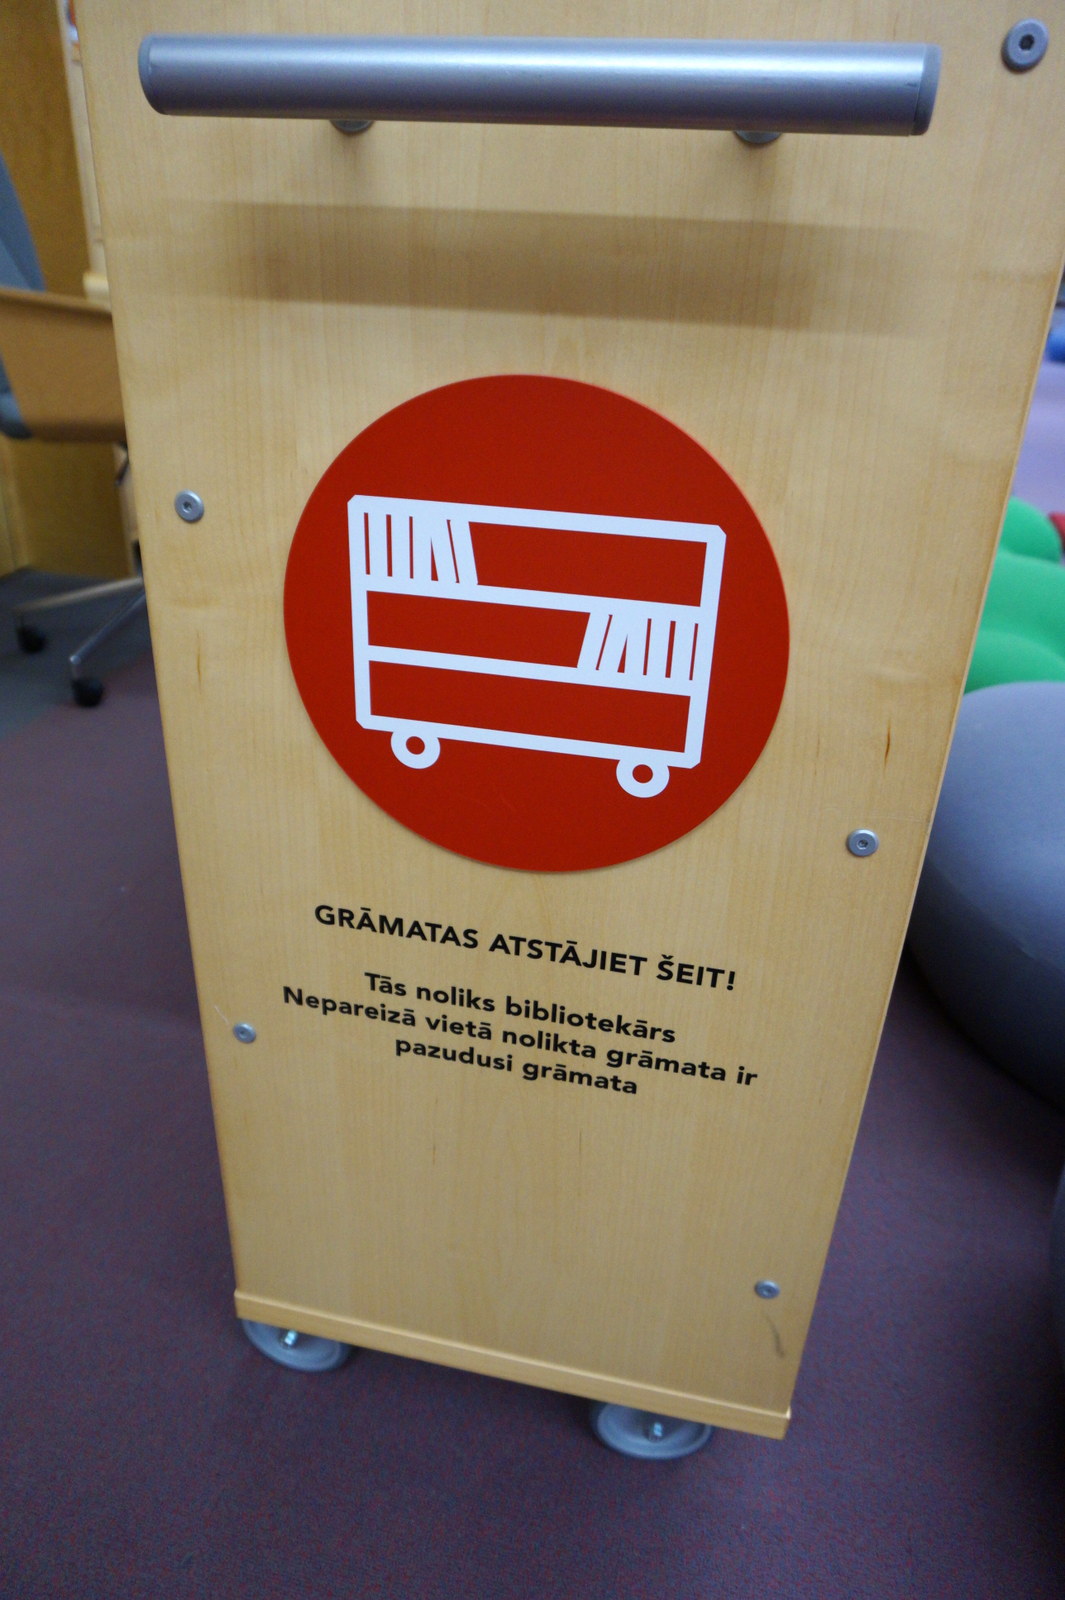 GRĀMATAS ATSTĀJIET ŠEIT!
Tās noliks bibliotekārs
Nepareizā vietā nolikta grāmata ir
pazudusi grāmata